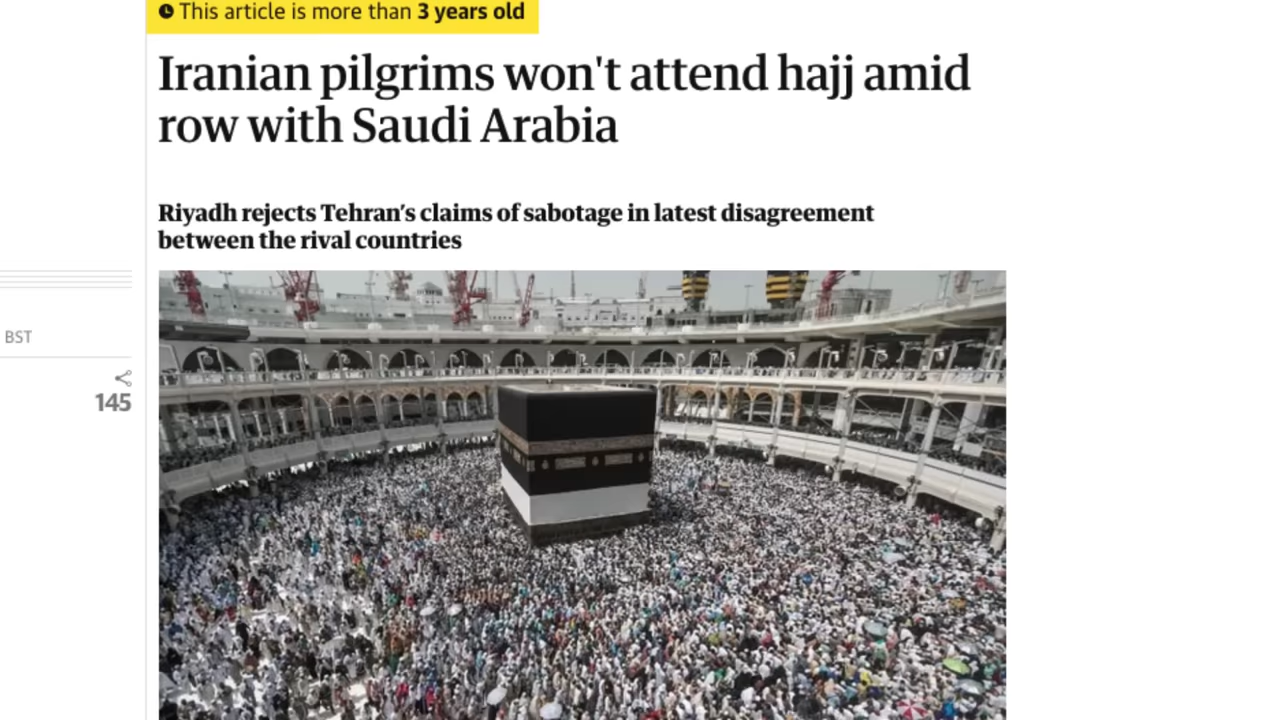 This article is more than 3 years old
Iranian pilgrims won't attend hajj amid
row with Saudi Arabia
Riyadh rejects Tehran’s claims of sabotage in latest disagreement
between the rival countries
BST
145